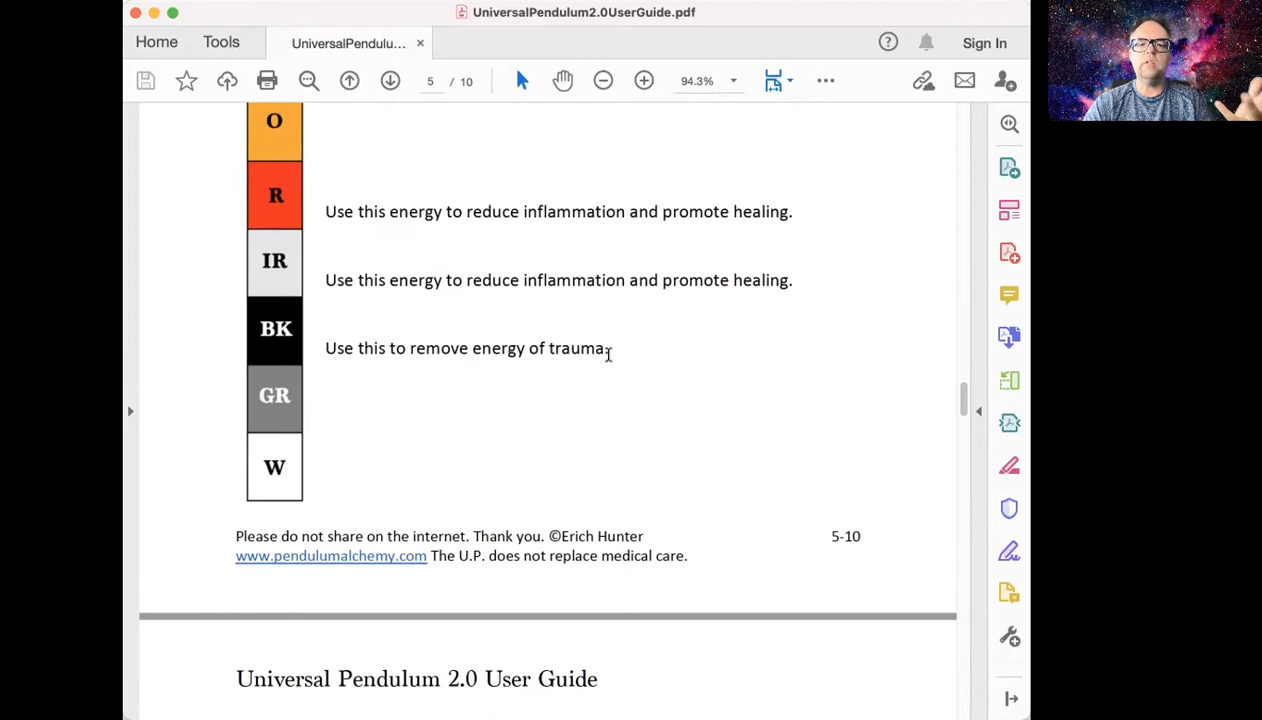 UniversalPendulum2.0UserGuide.pdf
Home Tools UniversalPendulu... × Sign In
5 / 10 94.3%
O
R
Use this energy to reduce inflammation and promote healing.
IR
Use this energy to reduce inflammation and promote healing.
BK
Use this to remove energy of trauma.
GR
W
Please do not share on the internet. Thank you. ©Erich Hunter 5-10
www.pendulumalchemy.com The U.P. does not replace medical care.
Universal Pendulum 2.0 User Guide